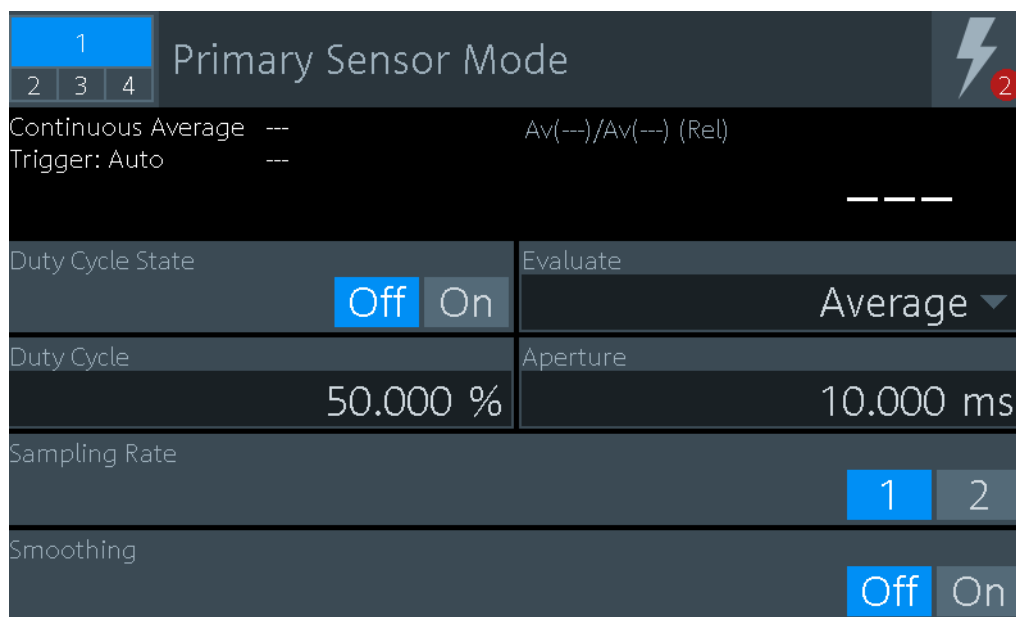 1
2 3 4
Primary Sensor Mode
2
Continuous Average ---
Trigger: Auto ---
Av(---)/Av(---) (Rel)
---
Duty Cycle State
Off On
Evaluate
Average
Duty Cycle
50.000 %
Aperture
10.000 ms
Sampling Rate
1 2
Smoothing
Off On